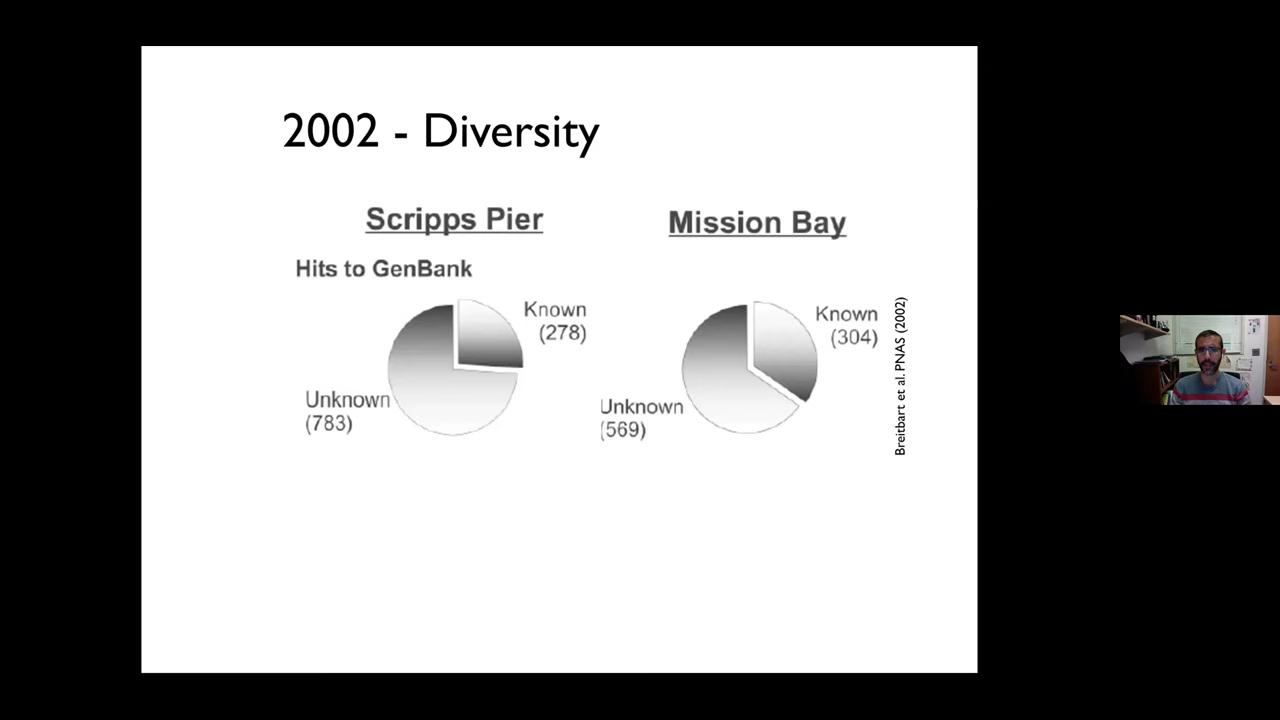 2002 - Diversity
Scripps Pier
Mission Bay
Hits to GenBank
Known
(278)
Unknown
(783)
Known
(304)
Unknown
(569)
Breitbart et al. PNAS (2002)